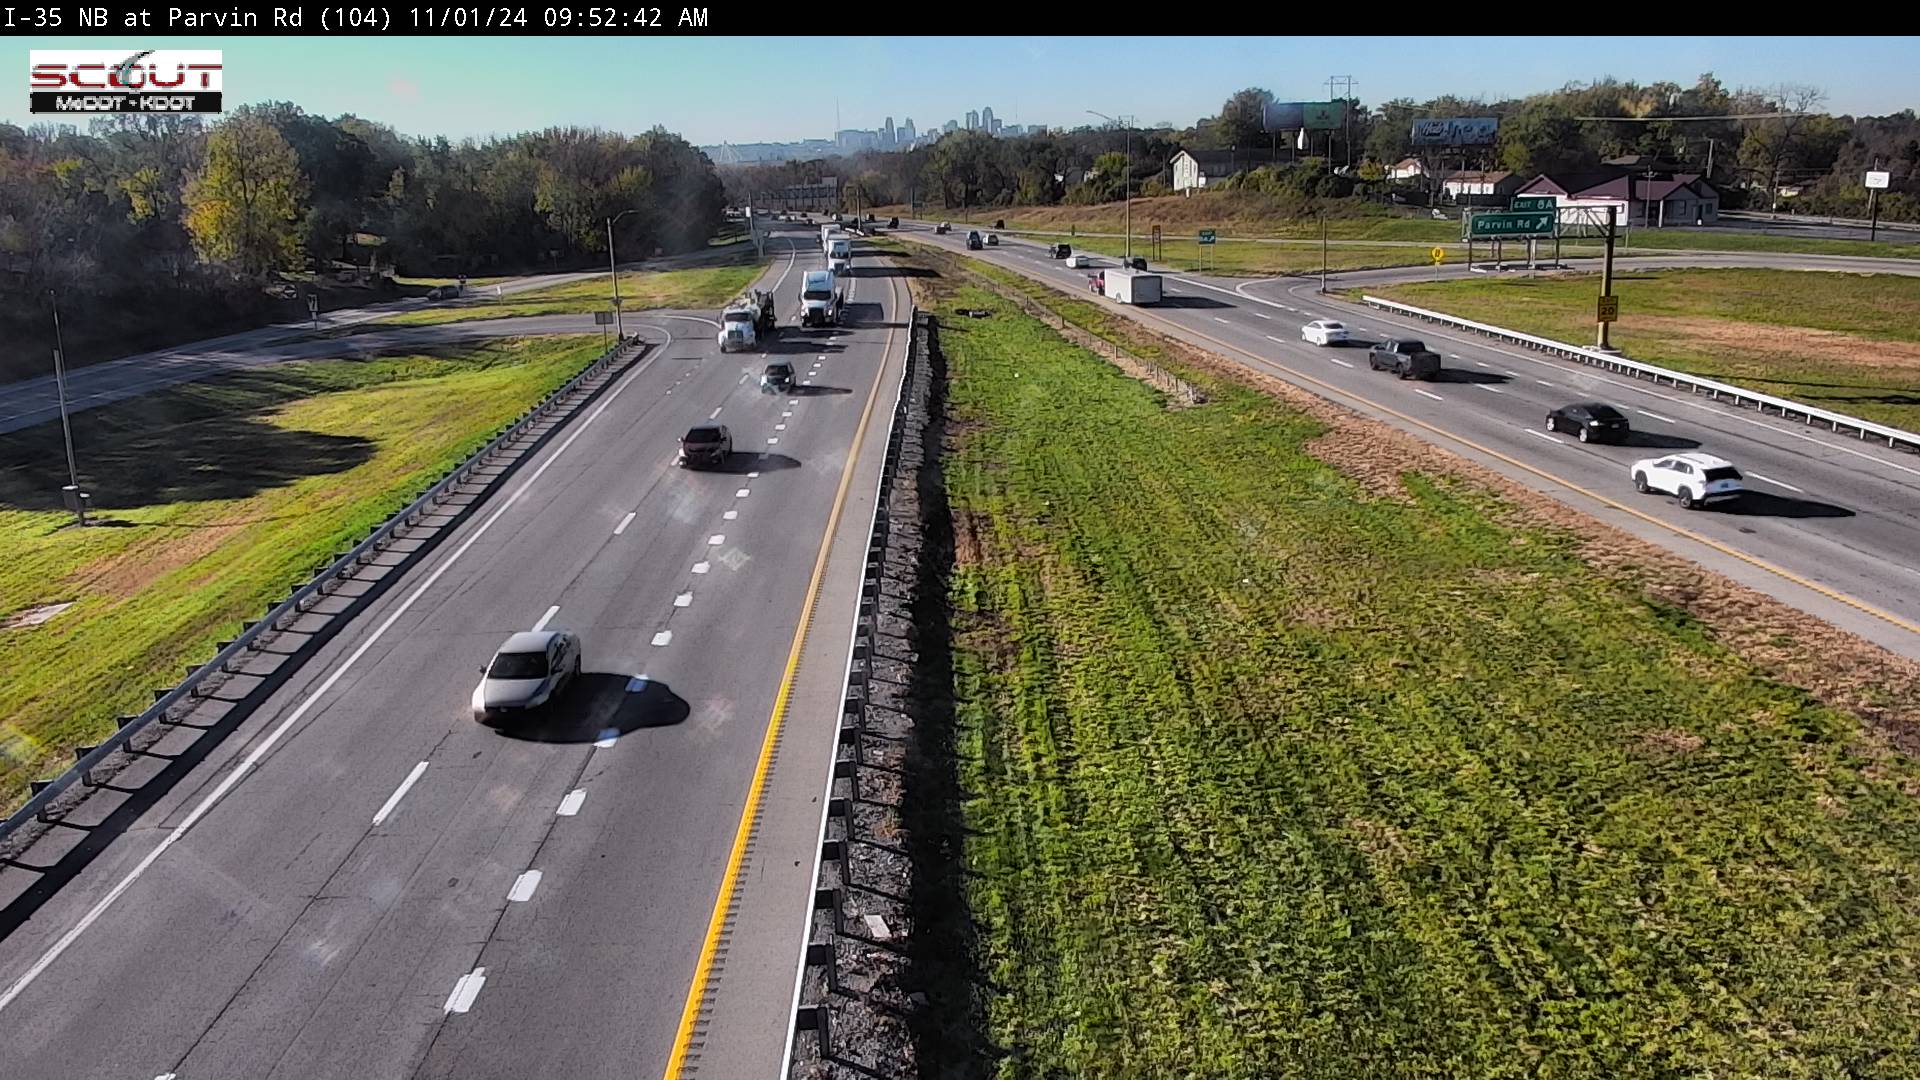 I-35 NB at Parvin Rd (104) 11/01/24 09:52:42 AM
SCOUT
MoDOT - KDOT
EXIT 8A
Parvin Rd